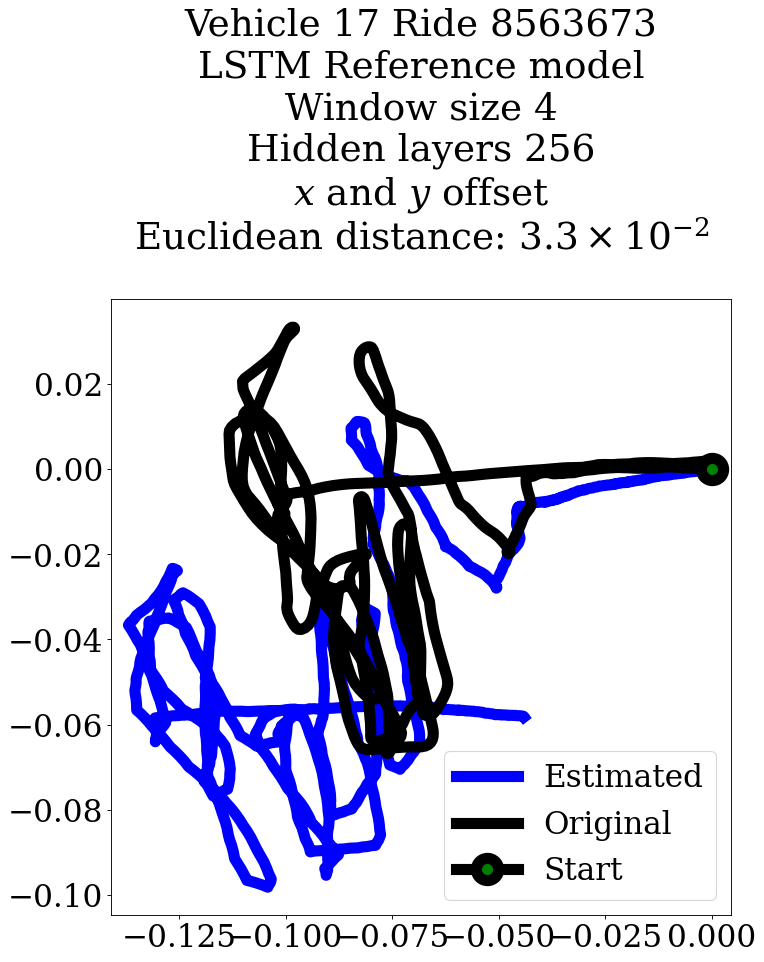 Vehicle 17 Ride 8563673
LSTM Reference model
Window size 4
Hidden layers 256
x and y offset
Euclidean distance: 3.3 × 10⁻²
0.02
0.00
−0.02
−0.04
−0.06
−0.08
−0.10
Estimated
Original
Start
−0.125 −0.100 −0.075 −0.050 −0.025 0.000